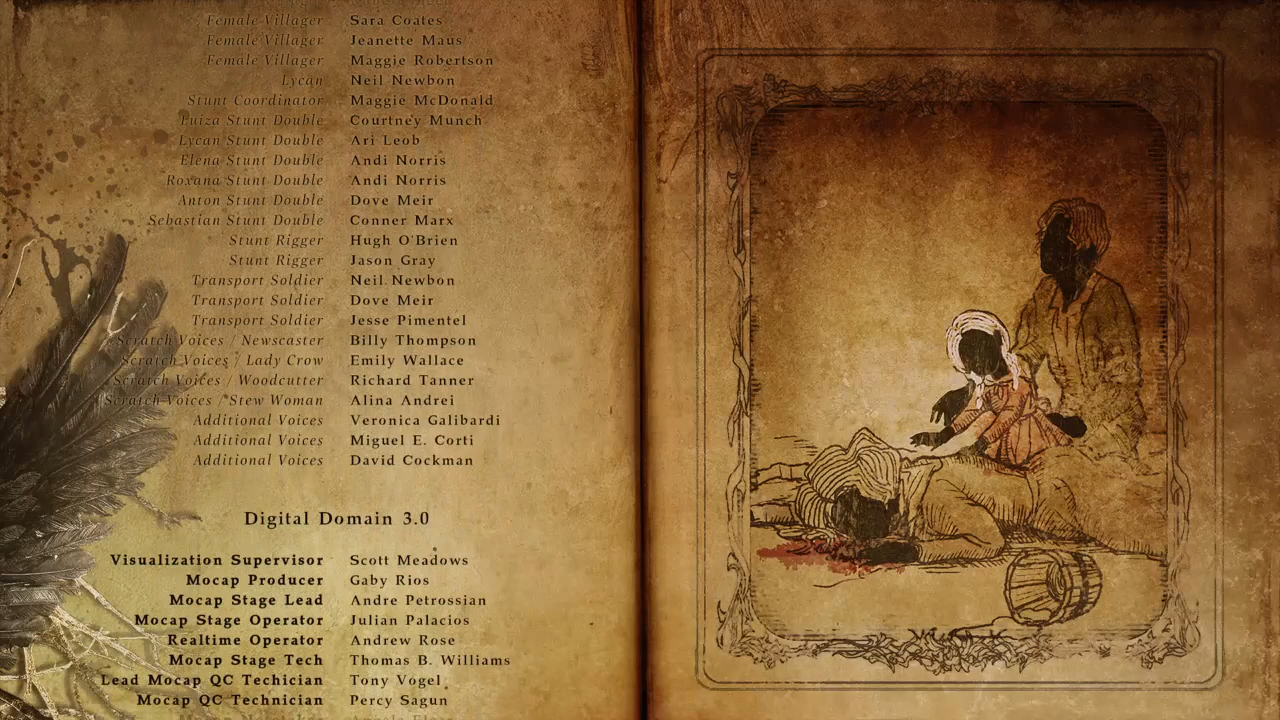 Female Villager Sara Coates
Female Villager Jeanette Maus
Female Villager Maggie Robertson
Lycan Neil Newbon
Stunt Coordinator Maggie McDonald
Luiza Stunt Double Courtney Munch
Lycan Stunt Double Ari Leob
Elena Stunt Double Andi Norris
Roxana Stunt Double Andi Norris
Anton Stunt Double Dove Meir
Sebastian Stunt Double Conner Marx
Stunt Rigger Hugh O'Brien
Stunt Rigger Jason Gray
Transport Soldier Neil Newbon
Transport Soldier Dove Meir
Transport Soldier Jesse Pimentel
Scratch Voices / Newscaster Billy Thompson
Scratch Voices / Lady Crow Emily Wallace
Scratch Voices / Woodcutter Richard Tanner
Scratch Voices / Stew Woman Alina Andrei
Additional Voices Veronica Galibardi
Additional Voices Miguel E. Corti
Additional Voices David Cockman
Digital Domain 3.0
Visualization Supervisor Scott Meadows
Mocap Producer Gaby Rios
Mocap Stage Lead Andre Petrossian
Mocap Stage Operator Julian Palacios
Realtime Operator Andrew Rose
Mocap Stage Tech Thomas B. Williams
Lead Mocap QC Techician Tony Vogel
Mocap QC Technician Percy Sagun